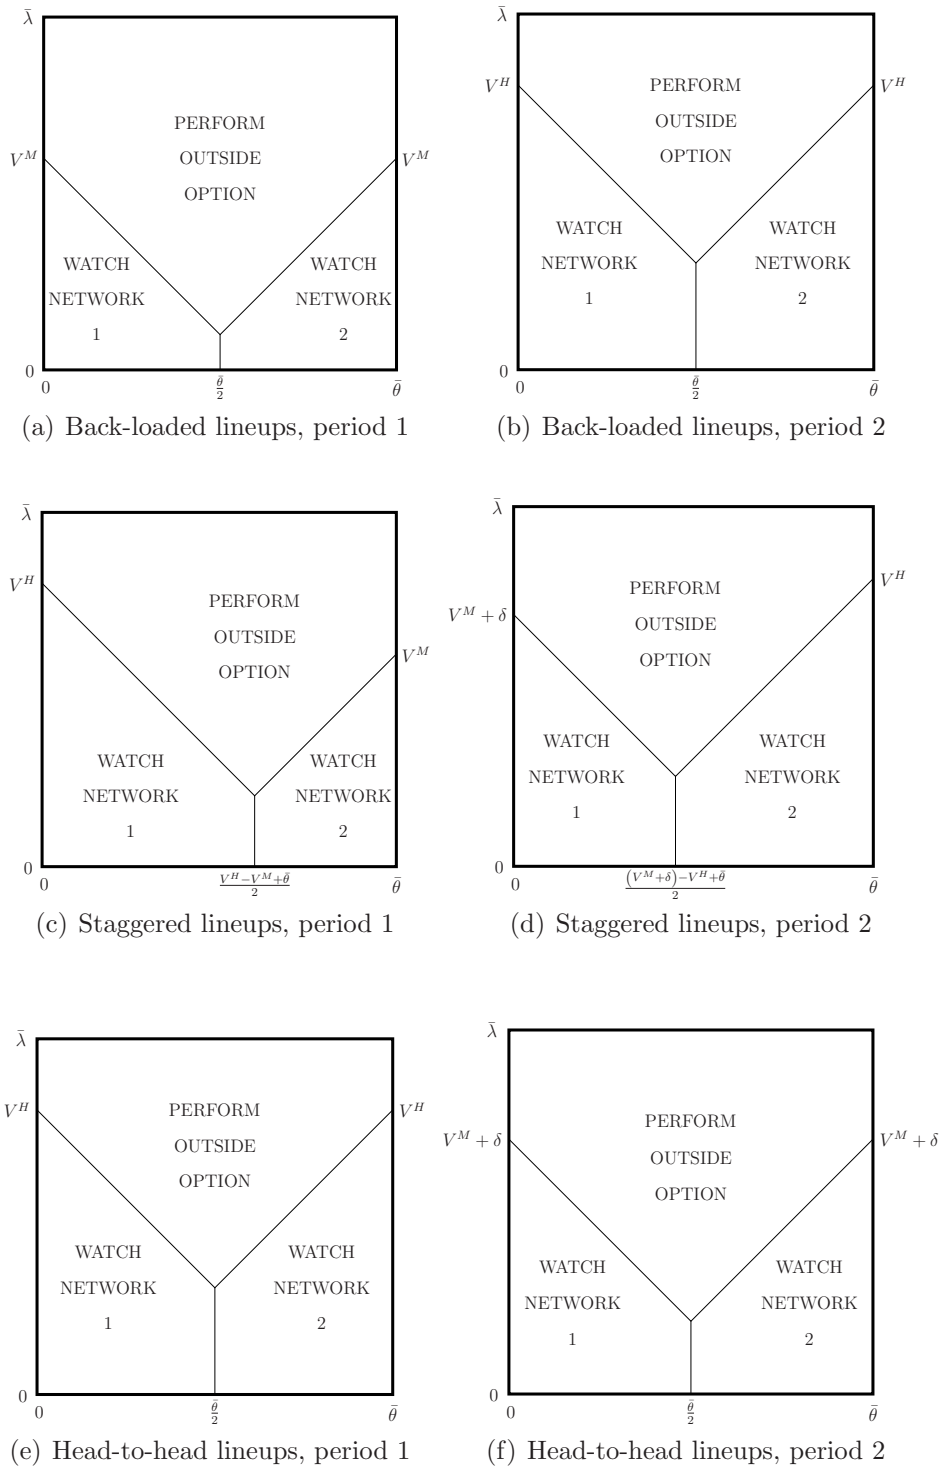 λ̄
V^M
V^M
PERFORM
OUTSIDE
OPTION
WATCH
NETWORK
1
WATCH
NETWORK
2
0
0
θ̄/2
θ̄
(a) Back-loaded lineups, period 1
λ̄
V^H
V^H
PERFORM
OUTSIDE
OPTION
WATCH
NETWORK
1
WATCH
NETWORK
2
0
0
θ̄/2
θ̄
(b) Back-loaded lineups, period 2
λ̄
V^H
V^M
PERFORM
OUTSIDE
OPTION
WATCH
NETWORK
1
WATCH
NETWORK
2
0
0
(V^H−V^M+θ̄)/2
θ̄
(c) Staggered lineups, period 1
λ̄
V^M + δ
V^H
PERFORM
OUTSIDE
OPTION
WATCH
NETWORK
1
WATCH
NETWORK
2
0
0
((V^M+δ)−V^H+θ̄)/2
θ̄
(d) Staggered lineups, period 2
λ̄
V^H
V^H
PERFORM
OUTSIDE
OPTION
WATCH
NETWORK
1
WATCH
NETWORK
2
0
0
θ̄/2
θ̄
(e) Head-to-head lineups, period 1
λ̄
V^M + δ
V^M + δ
PERFORM
OUTSIDE
OPTION
WATCH
NETWORK
1
WATCH
NETWORK
2
0
0
θ̄/2
θ̄
(f) Head-to-head lineups, period 2